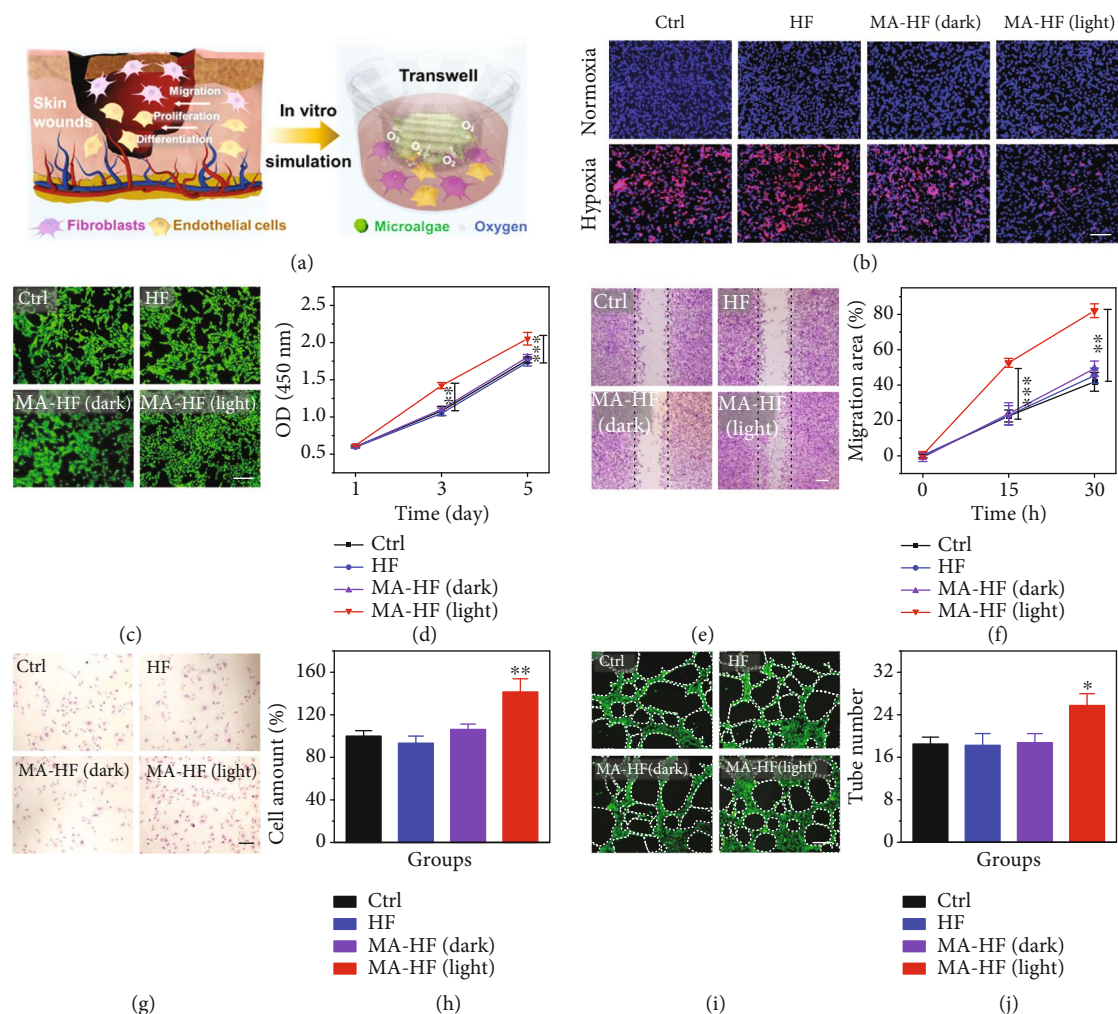 Skin
wounds
Migration
Proliferation
Differentiation
In vitro
simulation
Transwell
O2
O2
O2
O2
Fibroblasts
Endothelial cells
Microalgae
Oxygen
(a)
Ctrl
HF
MA-HF (dark)
MA-HF (light)
Normoxia
Hypoxia
(b)
Ctrl
HF
MA-HF (dark)
MA-HF (light)
(c)
OD (450 nm)
2.5
2.0
1.5
1.0
0.5
***
***
1
3
5
Time (day)
Ctrl
HF
MA-HF (dark)
MA-HF (light)
(d)
Ctrl
HF
MA-HF
(dark)
MA-HF
(light)
(e)
Migration area (%)
80
60
40
20
0
***
**
0
15
30
Time (h)
Ctrl
HF
MA-HF (dark)
MA-HF (light)
(f)
Ctrl
HF
MA-HF (dark)
MA-HF (light)
(g)
Cell amount (%)
160
120
80
40
0
**
Groups
Ctrl
HF
MA-HF (dark)
MA-HF (light)
(h)
Ctrl
HF
MA-HF(dark)
MA-HF(light)
(i)
Tube number
32
24
16
8
0
*
Groups
Ctrl
HF
MA-HF (dark)
MA-HF (light)
(j)